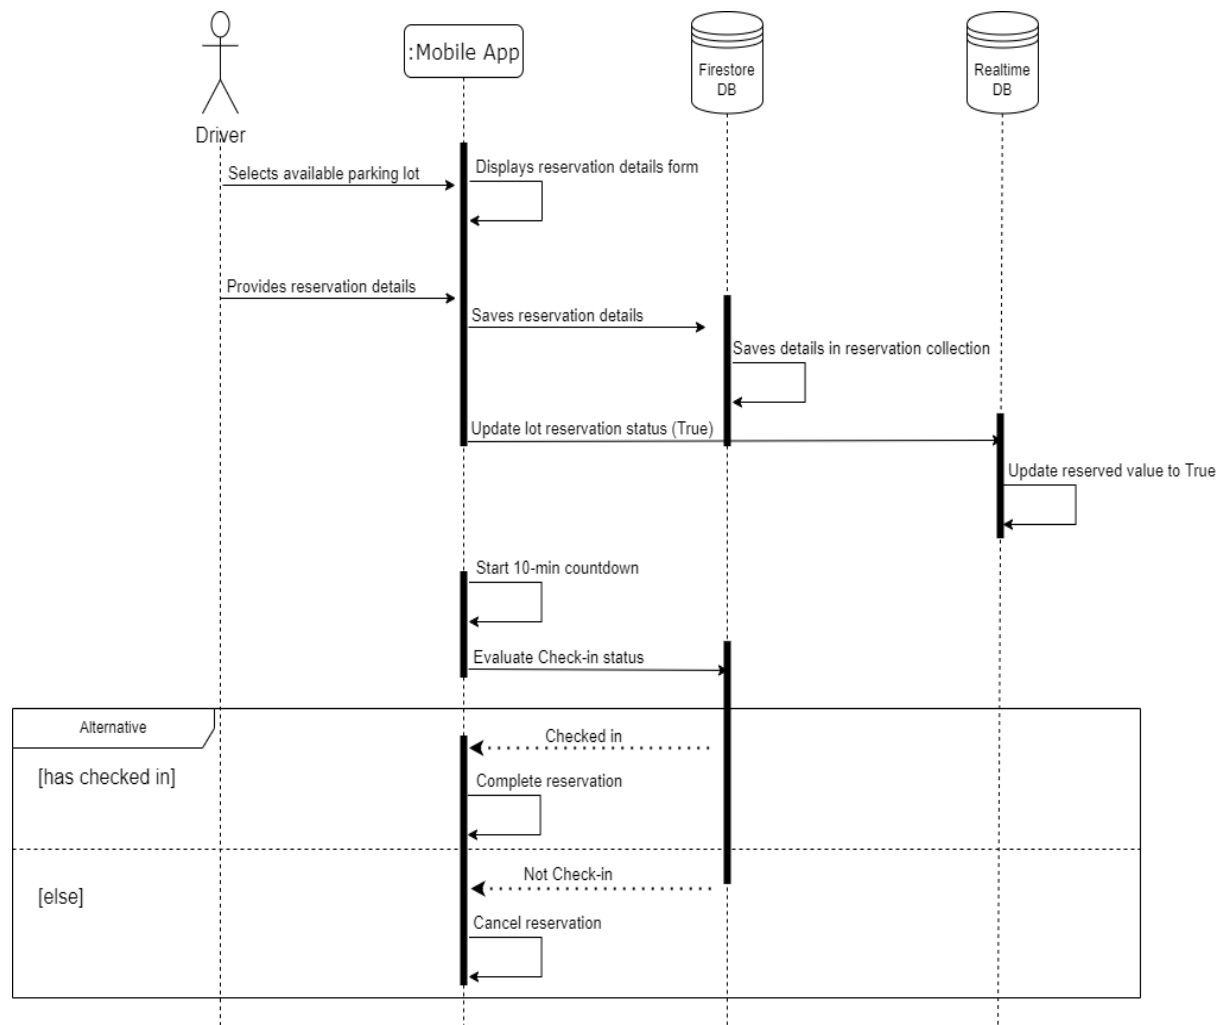 :Mobile App
Firestore
DB
Realtime
DB
Driver
Selects available parking lot
Displays reservation details form
Provides reservation details
Saves reservation details
Saves details in reservation collection
Update lot reservation status (True)
Update reserved value to True
Start 10-min countdown
Evaluate Check-in status
Alternative
Checked in
[has checked in]
Complete reservation
Not Check-in
[else]
Cancel reservation